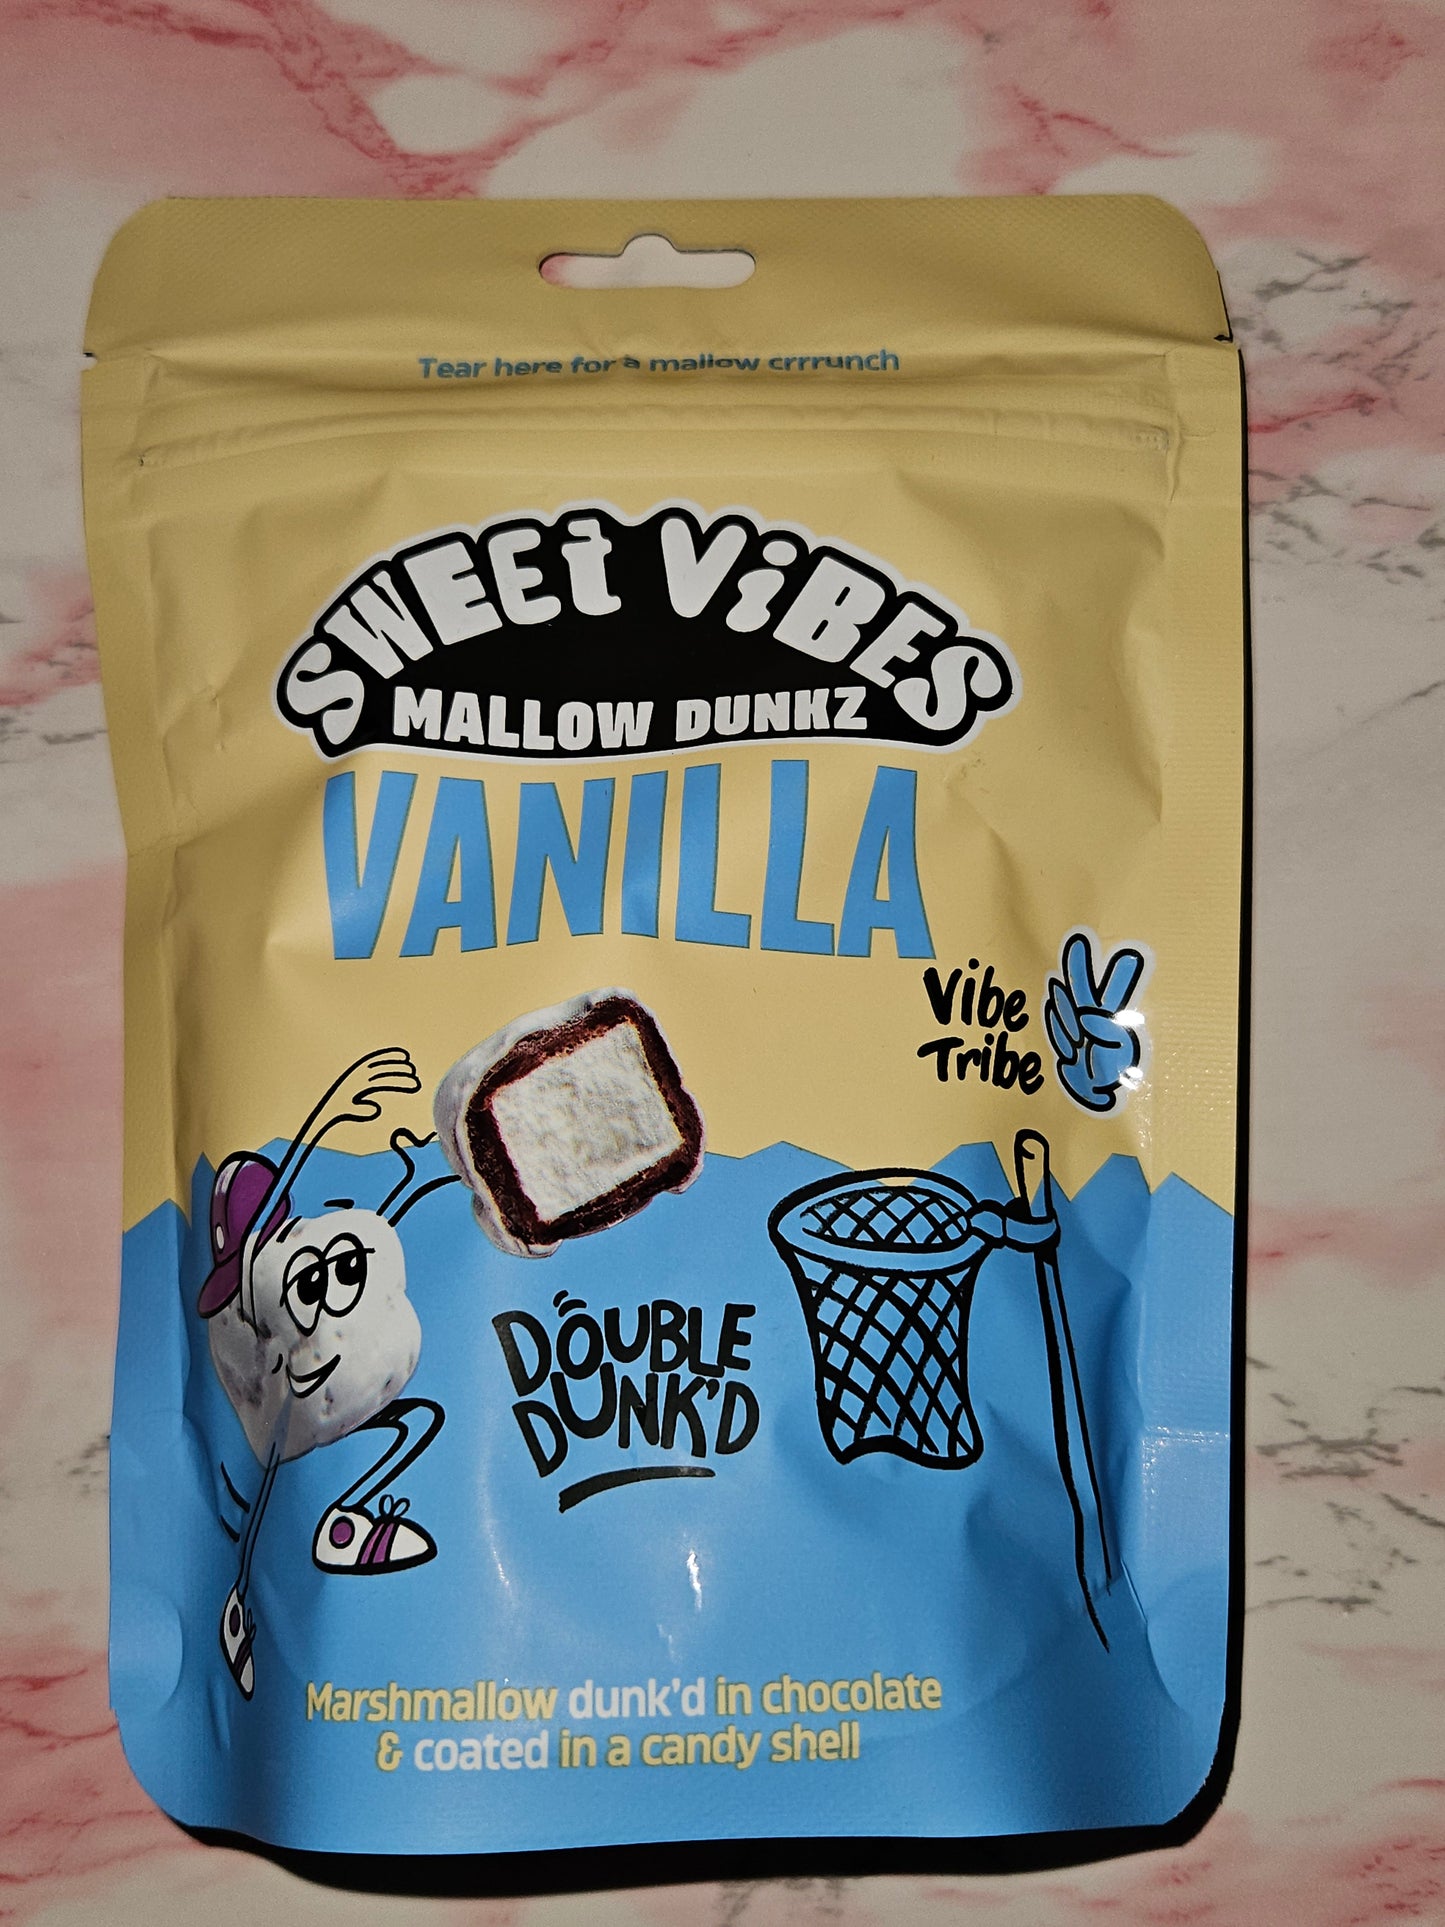 Tear here for a mallow crrrunch
SWEEt ViBES
MALLOW DUNKZ
VANILLA
Vibe
Tribe
DOUBLE
DUNK'D
Marshmallow dunk'd in chocolate
& coated in a candy shell